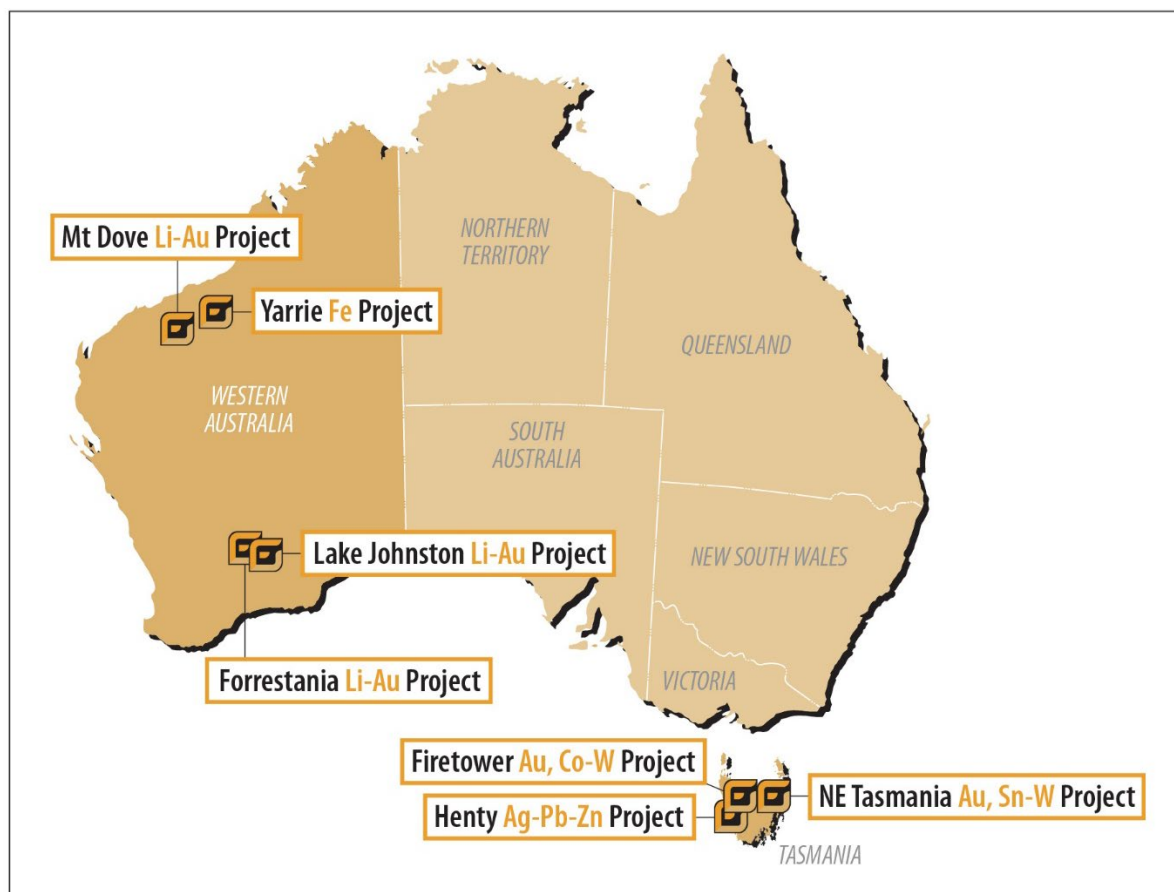 NORTHERN
TERRITORY
Mt Dove Li-Au Project
Yarrie Fe Project
QUEENSLAND
WESTERN
AUSTRALIA
SOUTH
AUSTRALIA
Lake Johnston Li-Au Project
NEW SOUTH WALES
Forrestania Li-Au Project
VICTORIA
Firetower Au, Co-W Project
NE Tasmania Au, Sn-W Project
Henty Ag-Pb-Zn Project
TASMANIA